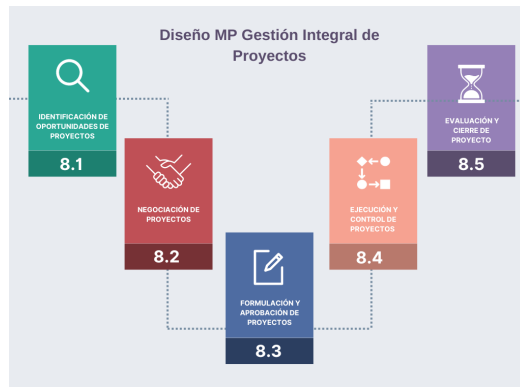 Diseño MP Gestión Integral de
Proyectos
IDENTIFICACIÓN DE
OPORTUNIDADES DE
PROYECTOS
8.1
NEGOCIACIÓN DE
PROYECTOS
8.2
FORMULACIÓN Y
APROBACIÓN DE
PROYECTOS
8.3
EJECUCIÓN Y
CONTROL DE
PROYECTOS
8.4
EVALUACIÓN Y
CIERRE DE
PROYECTO
8.5